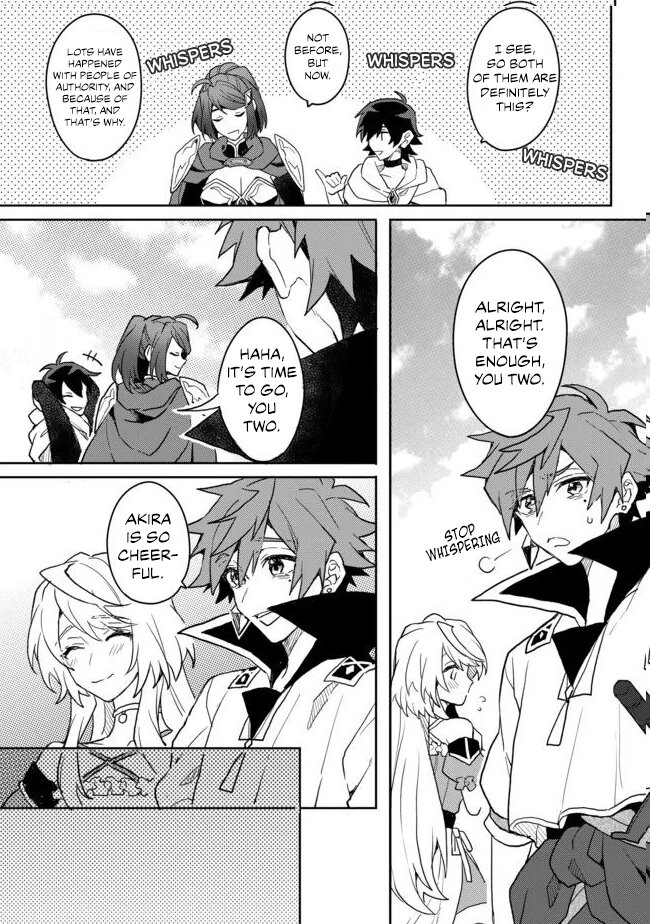 I SEE,
SO BOTH
OF THEM ARE
DEFINITELY
THIS?
WHISPERS
WHISPERS
NOT
BEFORE,
BUT
NOW.
WHISPERS
LOTS HAVE
HAPPENED
WITH PEOPLE OF
AUTHORITY, AND
BECAUSE OF
THAT, AND
THAT'S WHY.
ALRIGHT,
ALRIGHT.
THAT'S
ENOUGH,
YOU TWO.
STOP
WHISPERING
HAHA,
IT'S TIME
TO GO,
YOU
TWO.
AKIRA
IS SO
CHEER-
FUL.